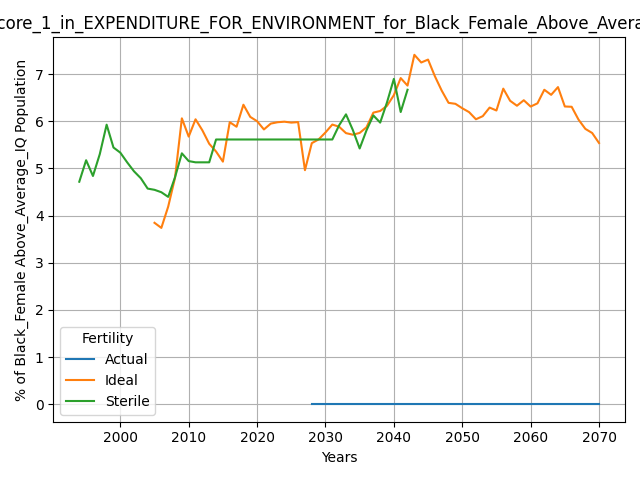 core_1_in_EXPENDITURE_FOR_ENVIRONMENT_for_Black_Female_Above_Avera
% of Black_Female Above_Average_IQ Population
7
6
5
4
3
2
1
0
Fertility
Actual
Ideal
Sterile
2000 2010 2020 2030 2040 2050 2060 2070
Years